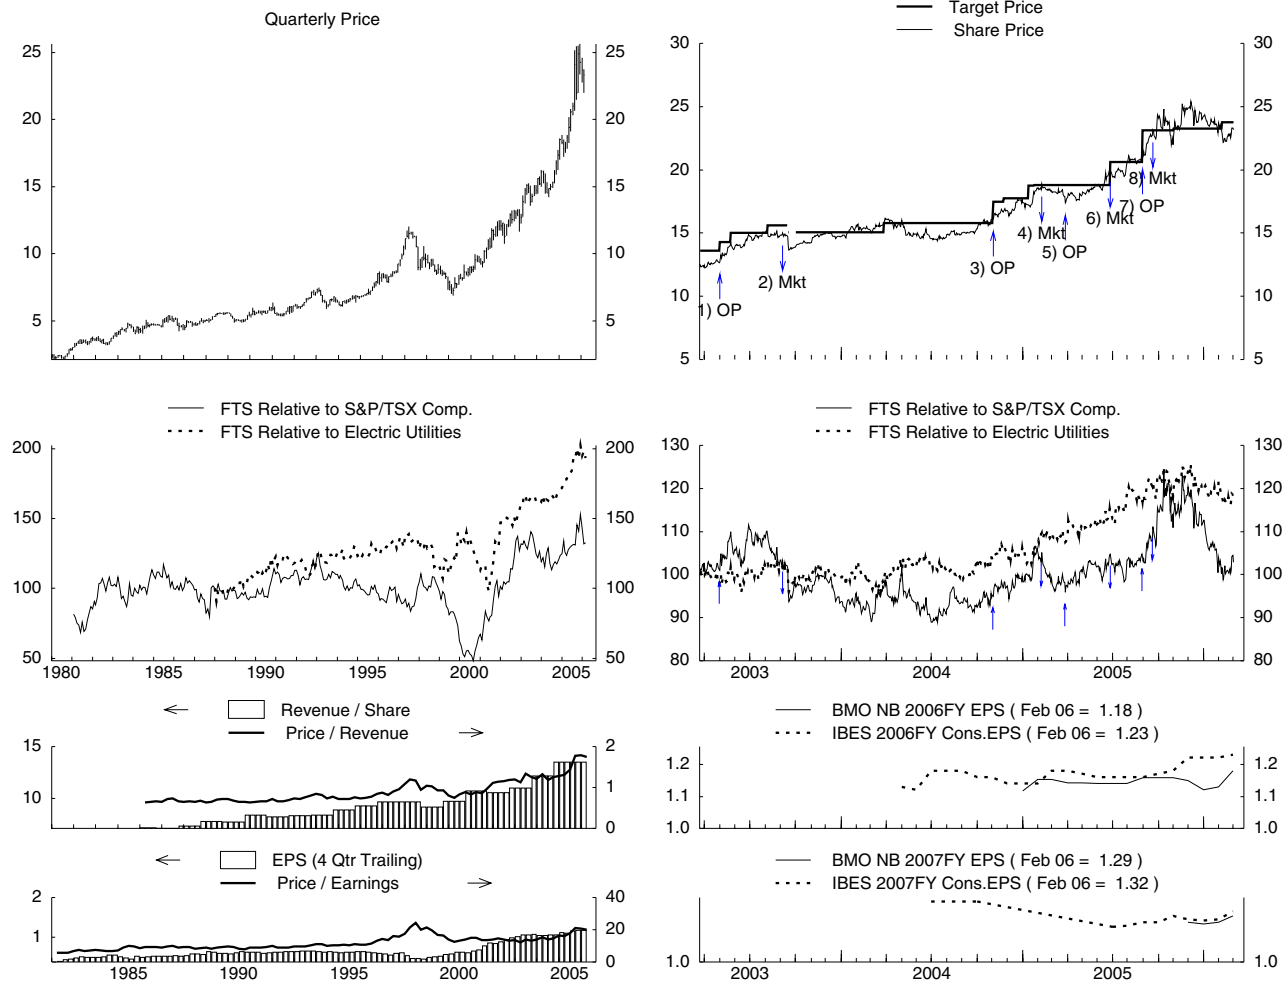 Quarterly Price
25 25
20 20
15 15
10 10
5 5
Target Price
Share Price
30 30
25 25
20 20
15 15
10 10
5 5
1) OP
2) Mkt
3) OP
4) Mkt
5) OP
6) Mkt
7) OP
8) Mkt
FTS Relative to S&P/TSX Comp.
FTS Relative to Electric Utilities
200 200
150 150
100 100
50 50
1980 1985 1990 1995 2000 2005
FTS Relative to S&P/TSX Comp.
FTS Relative to Electric Utilities
130 130
120 120
110 110
100 100
90 90
80 80
2003 2004 2005
Revenue / Share
Price / Revenue
15 2
10 1
0
BMO NB 2006FY EPS ( Feb 06 = 1.18 )
IBES 2006FY Cons.EPS ( Feb 06 = 1.23 )
1.2 1.2
1.1 1.1
1.0 1.0
EPS (4 Qtr Trailing)
Price / Earnings
2 40
1 20
0
1985 1990 1995 2000 2005
BMO NB 2007FY EPS ( Feb 06 = 1.29 )
IBES 2007FY Cons.EPS ( Feb 06 = 1.32 )
1.0 1.0
2003 2004 2005